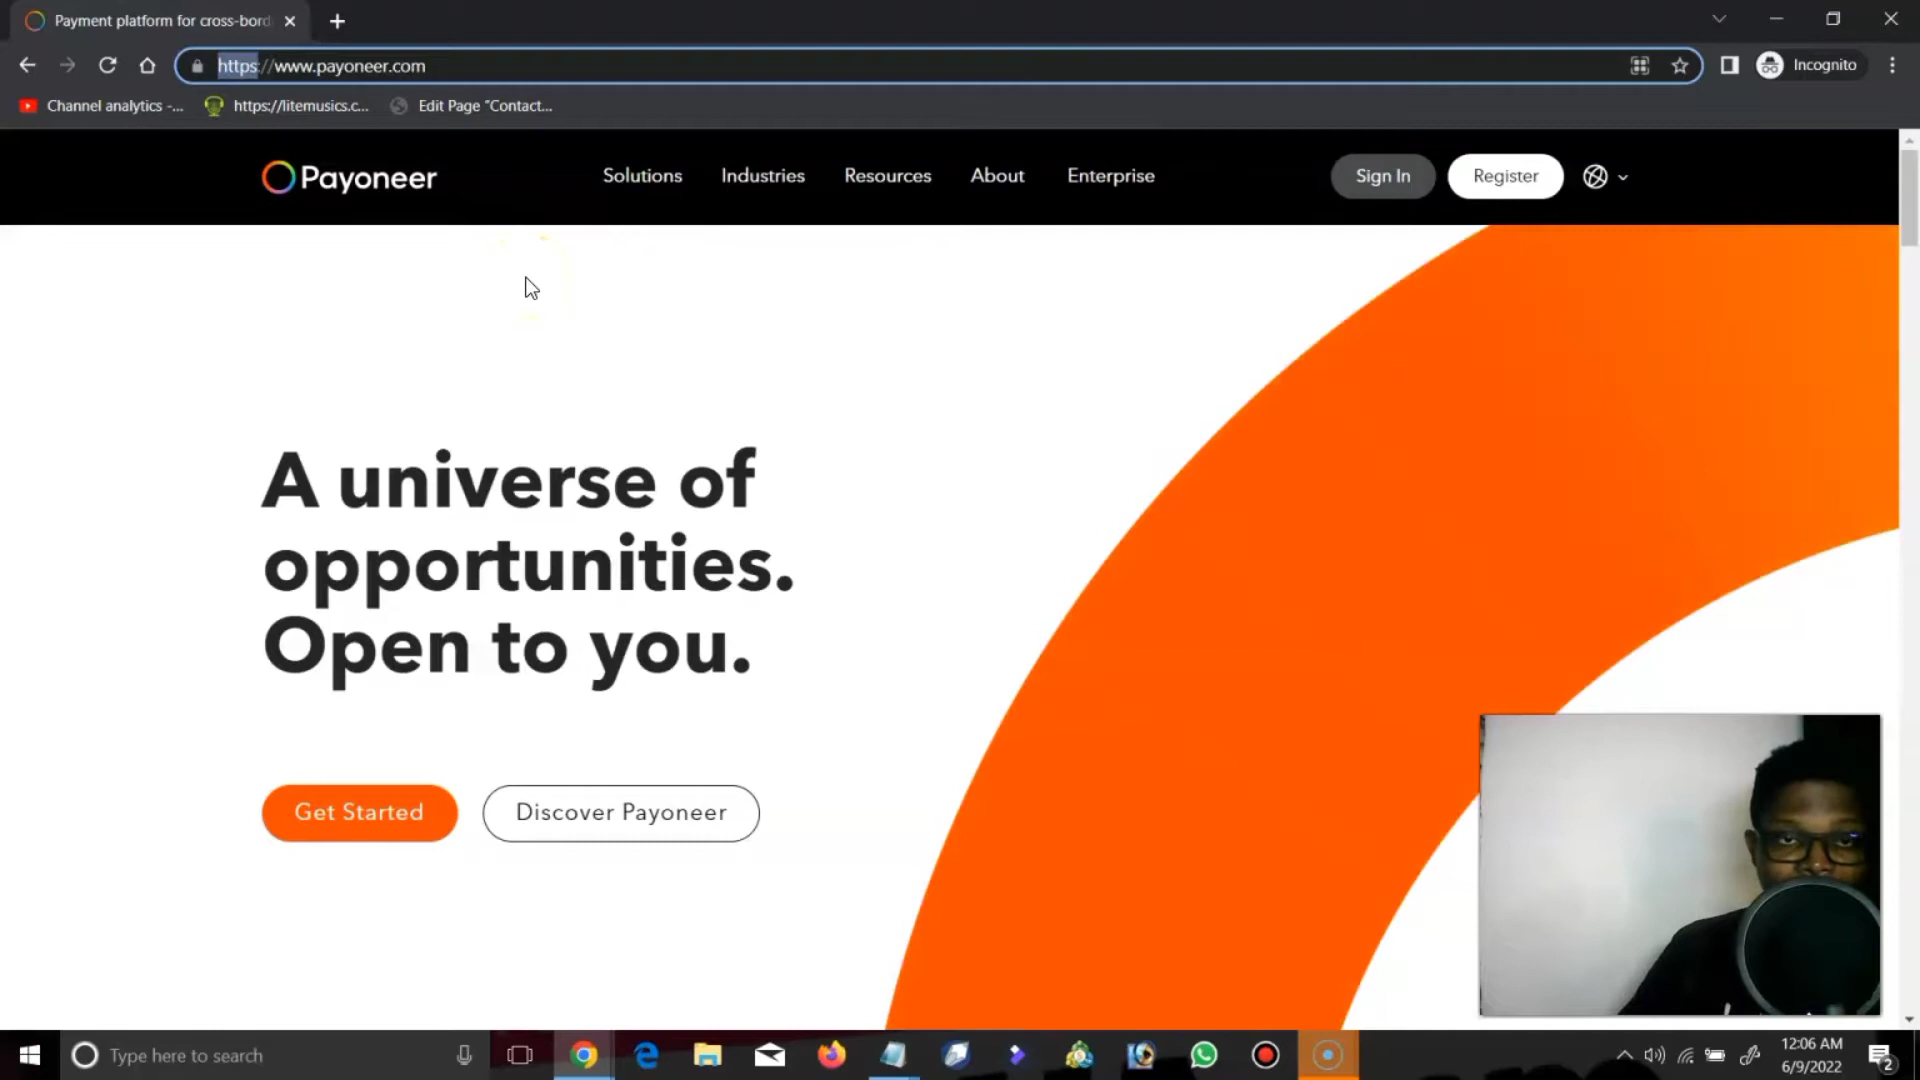 Payment platform for cross-bord
https://www.payoneer.com
Incognito
Channel analytics -...
https://litemusics.c...
Edit Page "Contact...
Payoneer
Solutions
Industries
Resources
About
Enterprise
Sign In
Register
A universe of
opportunities.
Open to you.
Get Started
Discover Payoneer
Type here to search
12:06 AM
6/9/2022
2